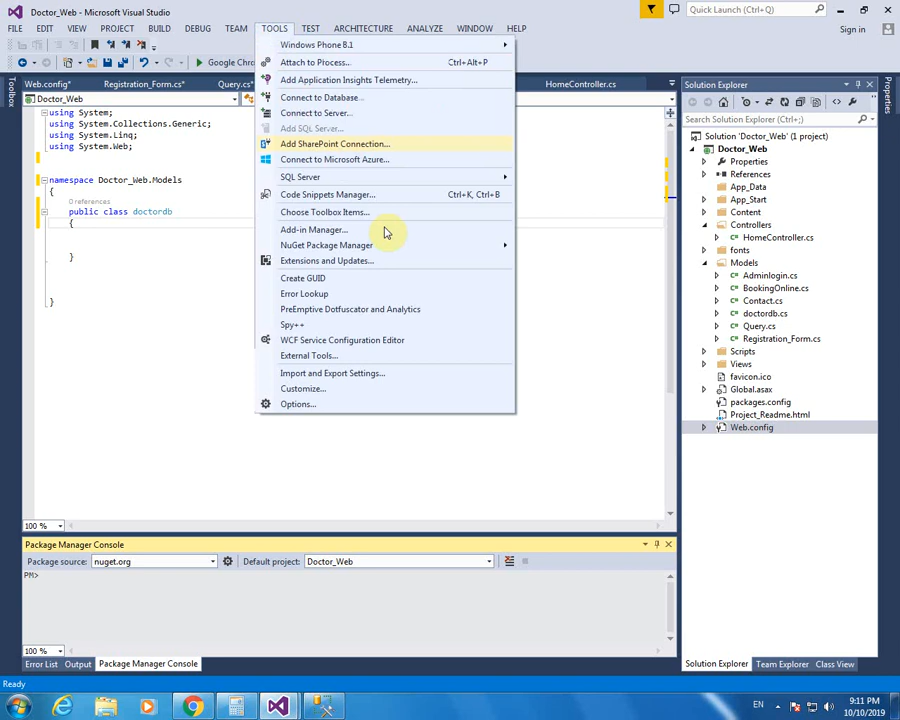 Doctor_Web - Microsoft Visual Studio
Quick Launch (Ctrl+Q)
FILE EDIT VIEW PROJECT BUILD DEBUG TEAM TOOLS TEST ARCHITECTURE ANALYZE WINDOW HELP
Sign in
Google Chro
Windows Phone 8.1
Attach to Process... Ctrl+Alt+P
Add Application Insights Telemetry...
Connect to Database...
Connect to Server...
Add SQL Server...
Add SharePoint Connection...
Connect to Microsoft Azure...
SQL Server
Code Snippets Manager... Ctrl+K, Ctrl+B
Choose Toolbox Items...
Add-in Manager...
NuGet Package Manager
Extensions and Updates...
Create GUID
Error Lookup
PreEmptive Dotfuscator and Analytics
Spy++
WCF Service Configuration Editor
External Tools...
Import and Export Settings...
Customize...
Options...
Toolbox
Web.config* Registration_Form.cs* Query.cs* HomeController.cs
Doctor_Web
using System;
using System.Collections.Generic;
using System.Linq;
using System.Web;
namespace Doctor_Web.Models
{
0 references
public class doctordb
{
}
}
100 %
Solution Explorer
Search Solution Explorer (Ctrl+;)
Solution 'Doctor_Web' (1 project)
Doctor_Web
Properties
References
App_Data
App_Start
Content
Controllers
HomeController.cs
fonts
Models
Adminlogin.cs
BookingOnline.cs
Contact.cs
doctordb.cs
Query.cs
Registration_Form.cs
Scripts
Views
favicon.ico
Global.asax
packages.config
Project_Readme.html
Web.config
Solution Explorer Team Explorer Class View
Properties
Package Manager Console
Package source: nuget.org Default project: Doctor_Web
PM>
100 %
Error List Output Package Manager Console
Ready
EN
9:11 PM
10/10/2019